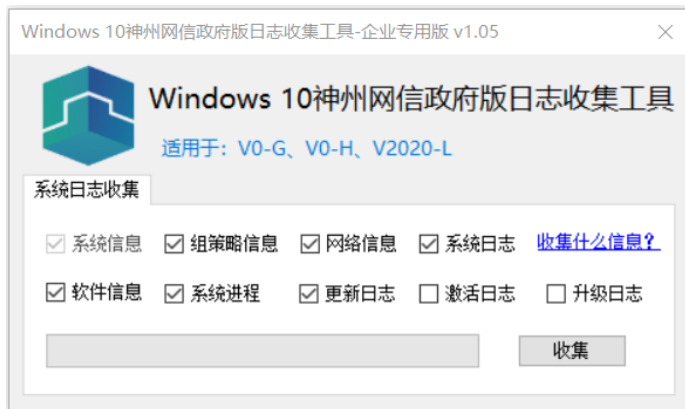 Windows 10神州网信政府版日志收集工具-企业专用版 v1.05
Windows 10神州网信政府版日志收集工具
适用于：V0-G、V0-H、V2020-L
系统日志收集
系统信息 组策略信息 网络信息 系统日志 收集什么信息？
软件信息 系统进程 更新日志 激活日志 升级日志
收集